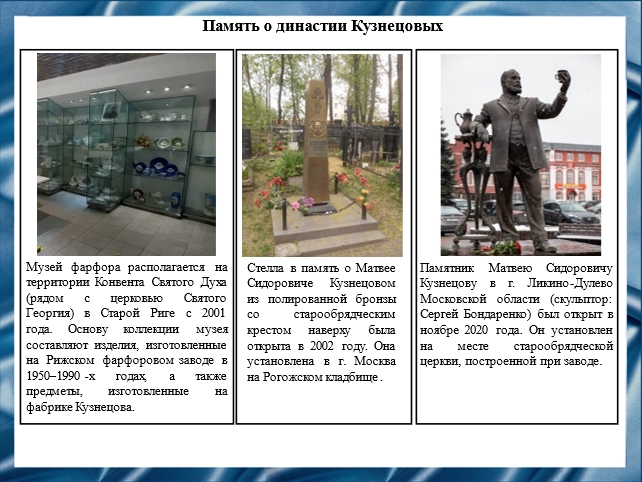 Память о династии Кузнецовых
Музей фарфора располагается на
территории Конвента Святого Духа
(рядом с церковью Святого
Георгия) в Старой Риге с 2001
года. Основу коллекции музея
составляют изделия, изготовленные
на Рижском фарфоровом заводе в
1950–1990 -х годах, а также
предметы, изготовленные на
фабрике Кузнецова.
Стелла в память о Матвее
Сидоровиче Кузнецовом
из полированной бронзы
со старообрядческим
крестом наверху была
открыта в 2002 году. Она
установлена в г. Москва
на Рогожском кладбище .
Памятник Матвею Сидоровичу
Кузнецову в г. Ликино-Дулево
Московской области (скульптор:
Сергей Бондаренко) был открыт в
ноябре 2020 года. Он установлен
на месте старообрядческой
церкви, построенной при заводе.